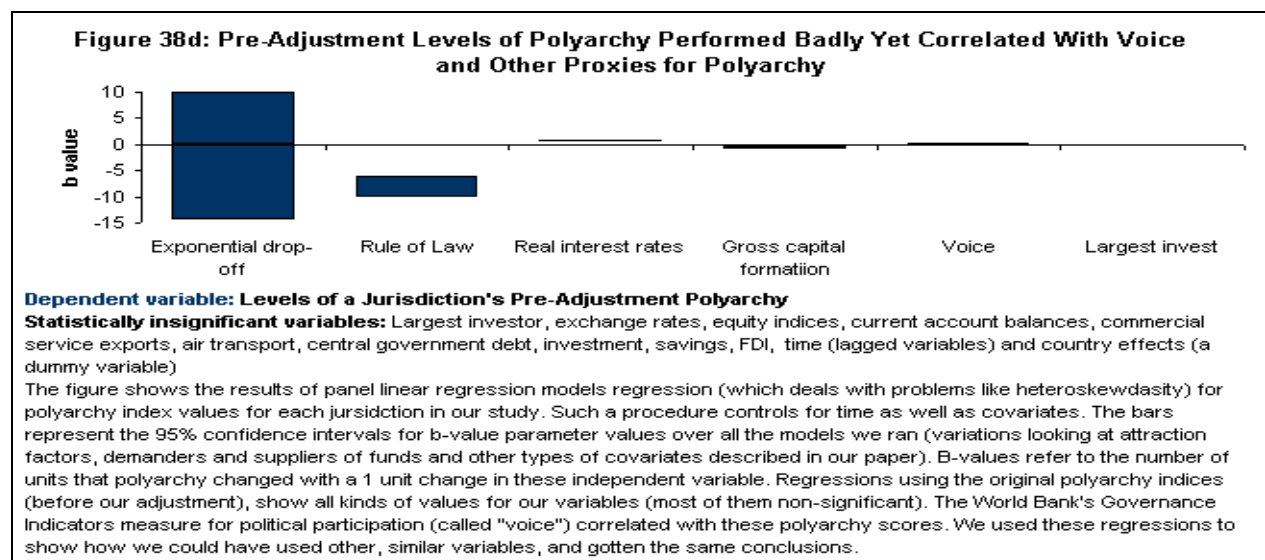 Figure 38d: Pre-Adjustment Levels of Polyarchy Performed Badly Yet Correlated With Voice
and Other Proxies for Polyarchy
10
5
0
-5
-10
-15
b value
Exponential drop-
off
Rule of Law
Real interest rates
Gross capital
formatiion
Voice
Largest invest
Dependent variable: Levels of a Jurisdiction's Pre-Adjustment Polyarchy
Statistically insignificant variables: Largest investor, exchange rates, equity indices, current account balances, commercial
service exports, air transport, central government debt, investment, savings, FDI, time (lagged variables) and country effects (a
dummy variable)
The figure shows the results of panel linear regression models regression (which deals with problems like heteroskewdasity) for
polyarchy index values for each jursidction in our study. Such a procedure controls for time as well as covariates. The bars
represent the 95% confidence intervals for b-value parameter values over all the models we ran (variations looking at attraction
factors, demanders and suppliers of funds and other types of covariates described in our paper). B-values refer to the number of
units that polyarchy changed with a 1 unit change in these independent variable. Regressions using the original polyarchy indices
(before our adjustment), show all kinds of values for our variables (most of them non-significant). The World Bank's Governance
Indicators measure for political participation (called "voice") correlated with these polyarchy scores. We used these regressions to
show how we could have used other, similar variables, and gotten the same conclusions.